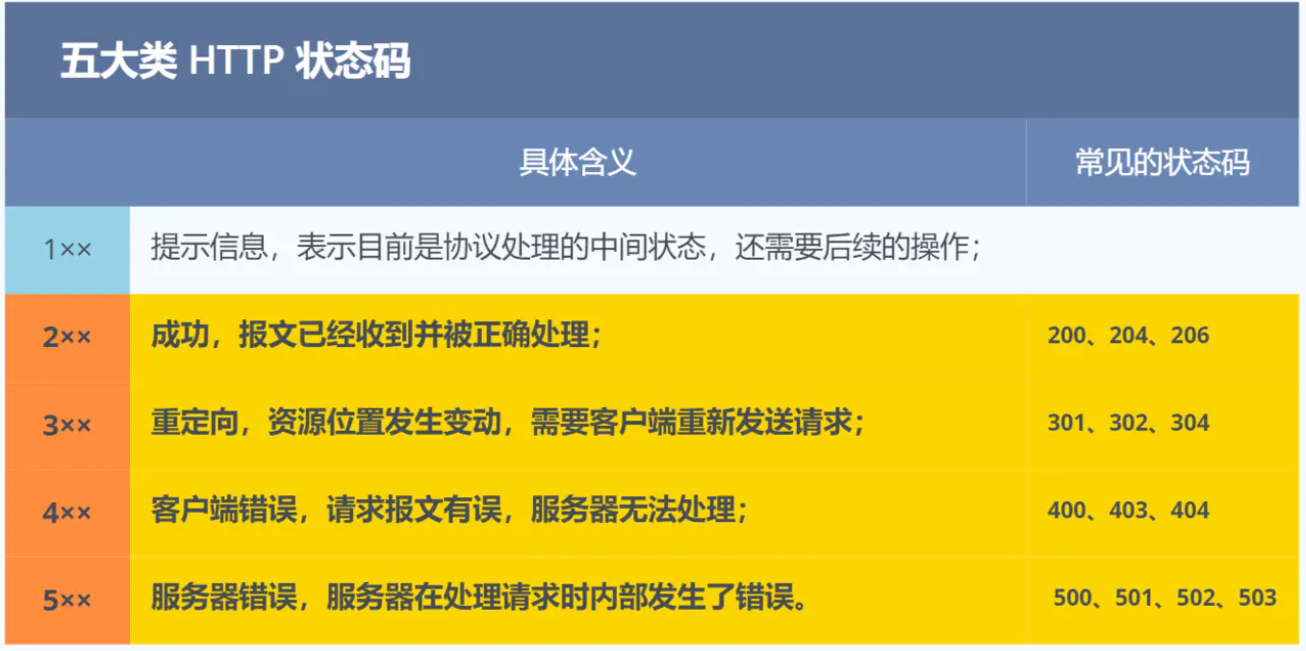 五大类 HTTP 状态码
具体含义 常见的状态码
1×× 提示信息，表示目前是协议处理的中间状态，还需要后续的操作；
2×× 成功，报文已经收到并被正确处理； 200、204、206
3×× 重定向，资源位置发生变动，需要客户端重新发送请求； 301、302、304
4×× 客户端错误，请求报文有误，服务器无法处理； 400、403、404
5×× 服务器错误，服务器在处理请求时内部发生了错误。 500、501、502、503